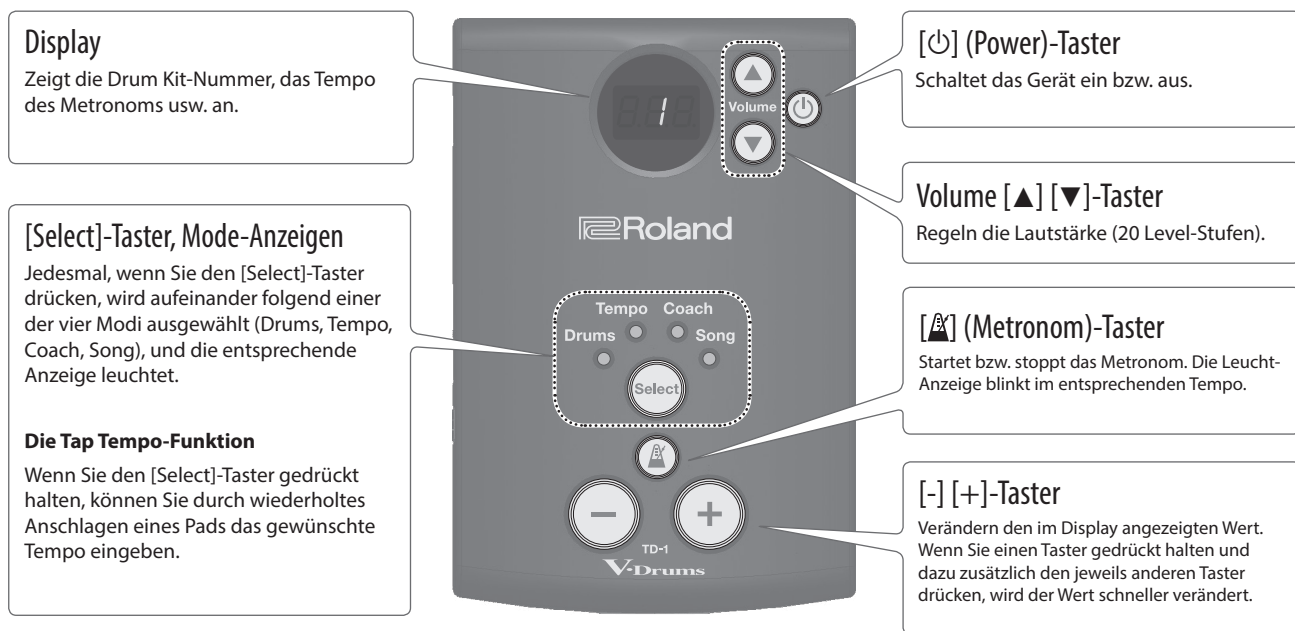 Display
Zeigt die Drum Kit-Nummer, das Tempo
des Metronoms usw. an.
[Select]-Taster, Mode-Anzeigen
Jedesmal, wenn Sie den [Select]-Taster
drücken, wird aufeinander folgend einer
der vier Modi ausgewählt (Drums, Tempo,
Coach, Song), und die entsprechende
Anzeige leuchtet.
Die Tap Tempo-Funktion
Wenn Sie den [Select]-Taster gedrückt
halten, können Sie durch wiederholtes
Anschlagen eines Pads das gewünschte
Tempo eingeben.
1
▲
Volume
▼
Roland
Tempo Coach
Drums Song
Select
− +
TD-1
V-Drums
[⏻] (Power)-Taster
Schaltet das Gerät ein bzw. aus.
Volume [▲] [▼]-Taster
Regeln die Lautstärke (20 Level-Stufen).
[ ] (Metronom)-Taster
Startet bzw. stoppt das Metronom. Die Leucht-
Anzeige blinkt im entsprechenden Tempo.
[-] [+]-Taster
Verändern den im Display angezeigten Wert.
Wenn Sie einen Taster gedrückt halten und
dazu zusätzlich den jeweils anderen Taster
drücken, wird der Wert schneller verändert.